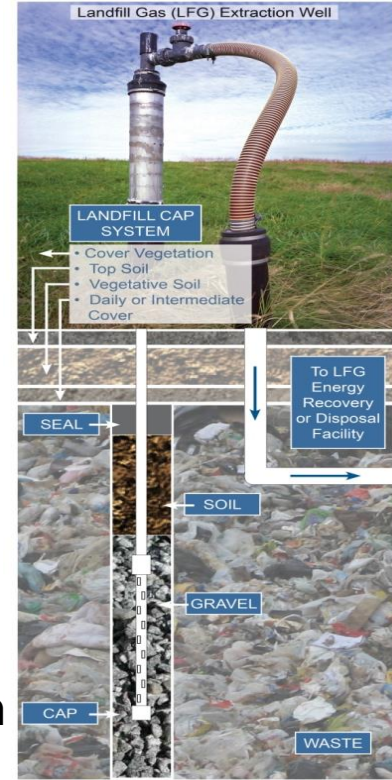 Landfill Gas (LFG) Extraction Well
LANDFILL CAP
SYSTEM
• Cover Vegetation
• Top Soil
• Vegetative Soil
• Daily or Intermediate
Cover
To LFG
Energy
Recovery
or Disposal
Facility
SEAL
SOIL
GRAVEL
CAP
WASTE